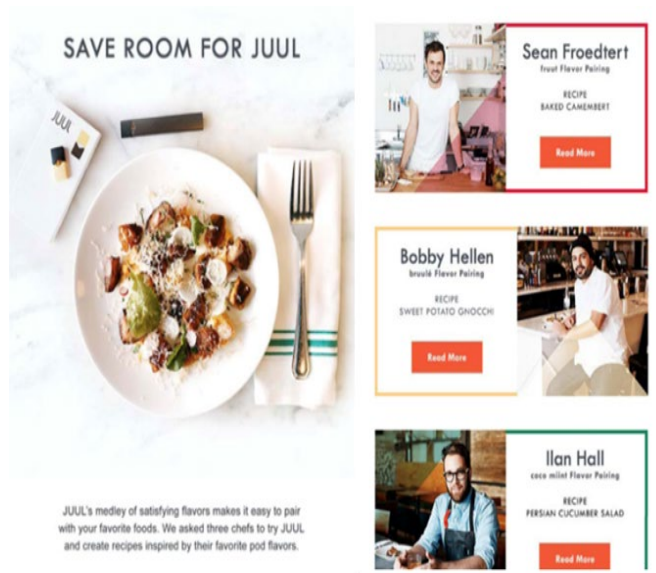 SAVE ROOM FOR JUUL
JUUL
JUUL's medley of satisfying flavors makes it easy to pair
with your favorite foods. We asked three chefs to try JUUL
and create recipes inspired by their favorite pod flavors.
Sean Froedtert
fruut Flavor Pairing
RECIPE
BAKED CAMEMBERT
Read More
Bobby Hellen
bruulé Flavor Pairing
RECIPE
SWEET POTATO GNOCCHI
Read More
Ilan Hall
coco miint Flavor Pairing
RECIPE
PERSIAN CUCUMBER SALAD
Read More